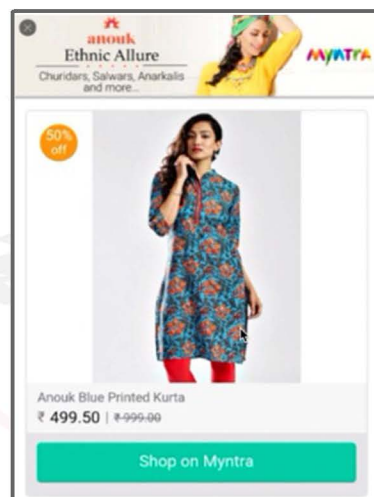 anouk
Ethnic Allure
Churidars, Salwars, Anarkalis
and more...
MYNTRA
50%
off
Anouk Blue Printed Kurta
₹ 499.50 | ₹ 999.00
Shop on Myntra